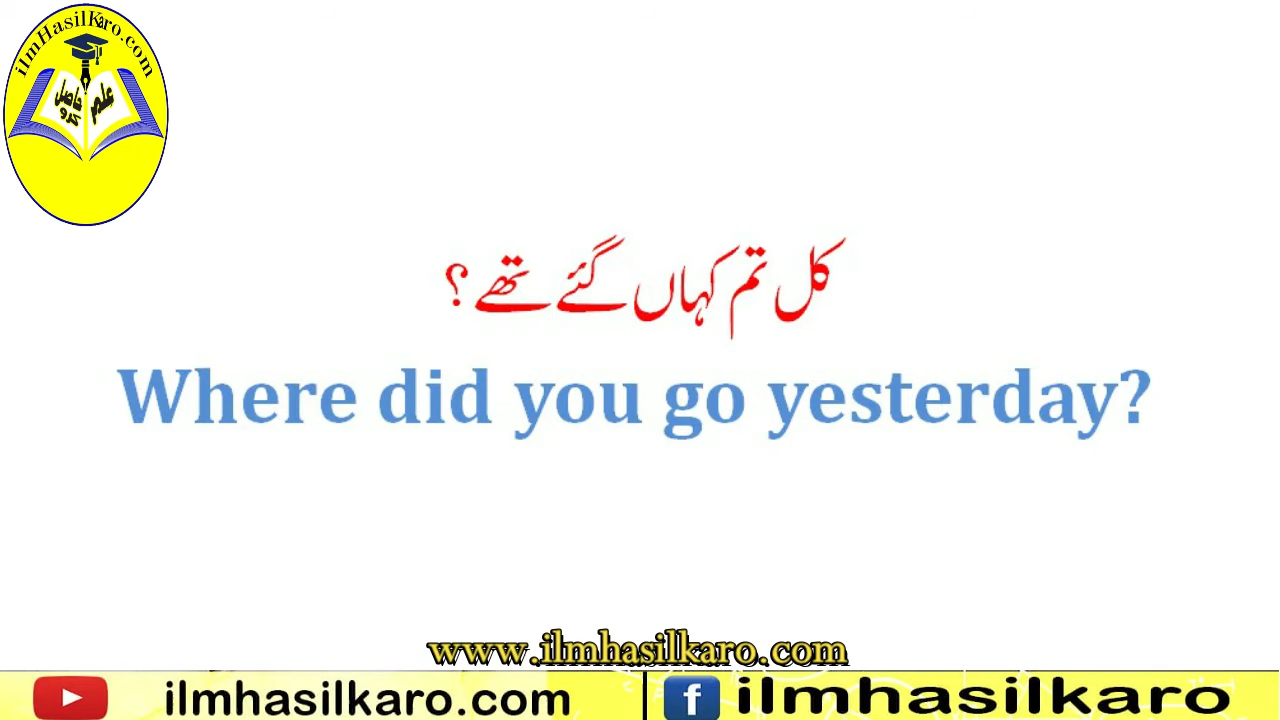 ilmHasilKaro.com
علم حاصل کرو
کل تم کہاں گئے تھے ؟
Where did you go yesterday?
www.ilmhasilkaro.com
ilmhasilkaro.com
ilmhasilkaro